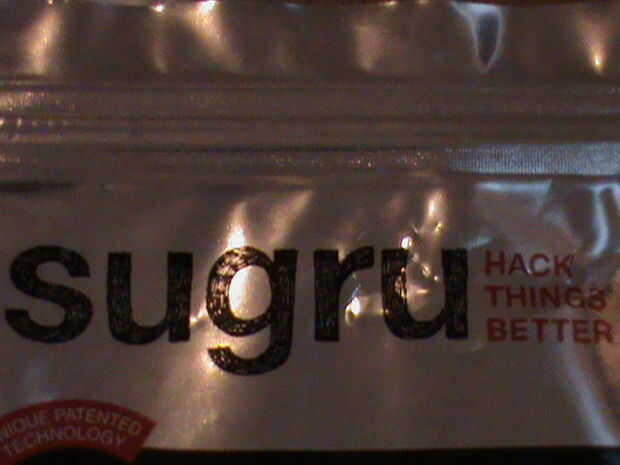 sugru
HACK
THINGS
BETTER
NIQUE PATENTED
TECHNOLOGY